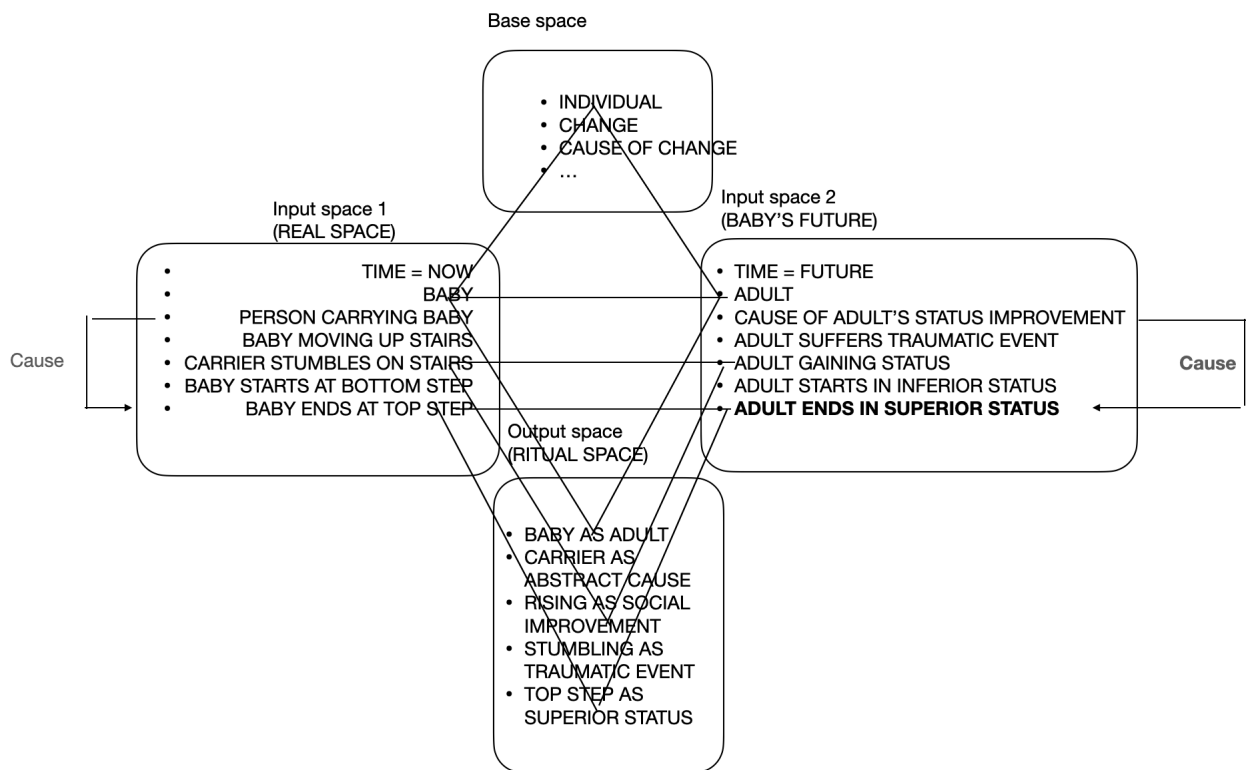 Base space
• INDIVIDUAL
• CHANGE
• CAUSE OF CHANGE
• …
Input space 1
(REAL SPACE)
• TIME = NOW
• BABY
• PERSON CARRYING BABY
• BABY MOVING UP STAIRS
• CARRIER STUMBLES ON STAIRS
• BABY STARTS AT BOTTOM STEP
• BABY ENDS AT TOP STEP
Cause
Input space 2
(BABY’S FUTURE)
• TIME = FUTURE
• ADULT
• CAUSE OF ADULT’S STATUS IMPROVEMENT
• ADULT SUFFERS TRAUMATIC EVENT
• ADULT GAINING STATUS
• ADULT STARTS IN INFERIOR STATUS
• ADULT ENDS IN SUPERIOR STATUS
Cause
Output space
(RITUAL SPACE)
• BABY AS ADULT
• CARRIER AS
ABSTRACT CAUSE
• RISING AS SOCIAL
IMPROVEMENT
• STUMBLING AS
TRAUMATIC EVENT
• TOP STEP AS
SUPERIOR STATUS